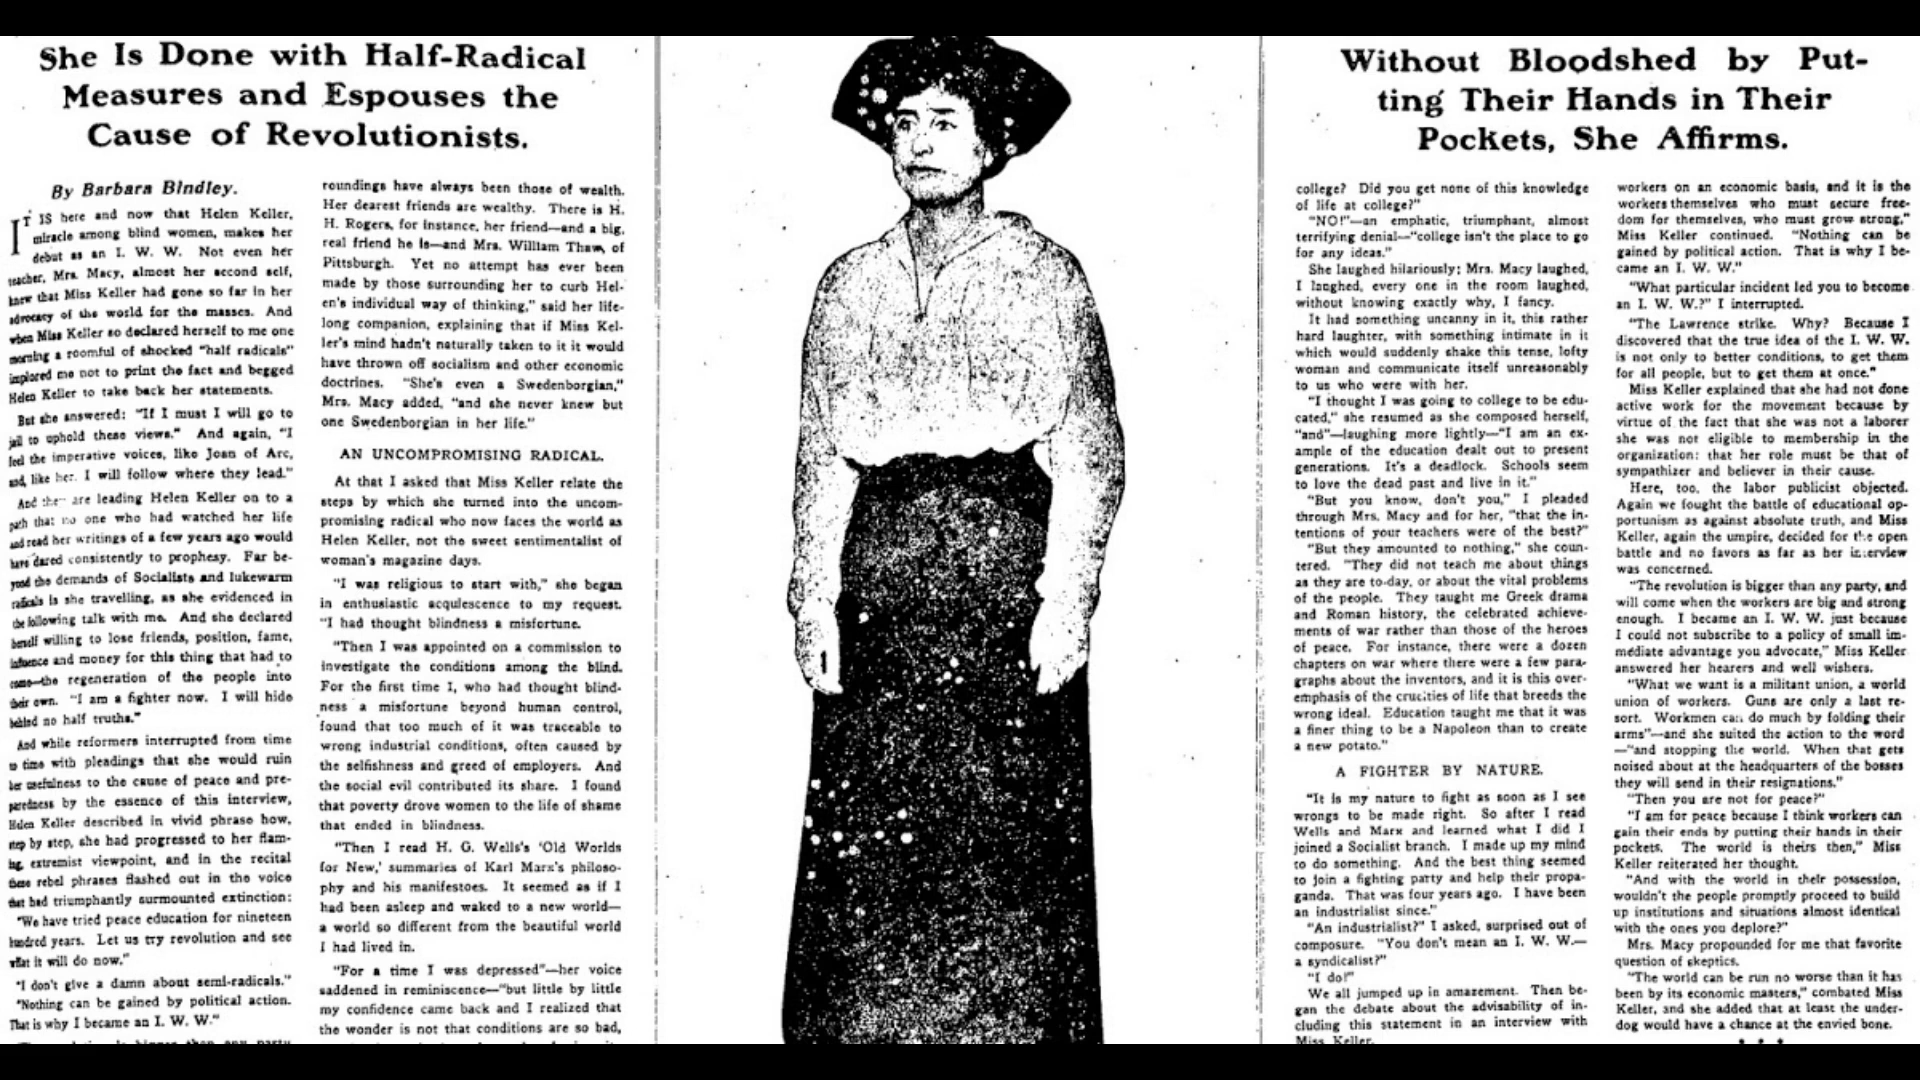 She Is Done with Half-Radical
Measures and Espouses the
Cause of Revolutionists.
By Barbara Bindley.
IT IS here and now that Helen Keller,
miracle among blind women, makes her
debut as an I. W. W. Not even her
teacher, Mrs. Macy, almost her second self,
knew that Miss Keller had gone so far in her
advocacy of the world for the masses. And
when Miss Keller so declared herself to me one
morning a roomful of shocked "half radicals"
implored me not to print the fact and begged
Helen Keller to take back her statements.
But she answered: "If I must I will go to
jail to uphold these views." And again, "I
feel the imperative voices, like Joan of Arc,
and, like her. I will follow where they lead."
And are leading Helen Keller on to a
path that no one who had watched her life
and read her writings of a few years ago would
have dared consistently to prophesy. Far be-
yond the demands of Socialists and lukewarm
radicals is she travelling, as she evidenced in
the following talk with me. And she declared
herself willing to lose friends, position, fame,
influence and money for this thing that had to
come—the regeneration of the people into
their own. "I am a fighter now. I will hide
behind no half truths."
And while reformers interrupted from time
to time with pleadings that she would ruin
her usefulness to the cause of peace and pre-
paredness by the essence of this interview,
Helen Keller described in vivid phrase how,
step by step, she had progressed to her flam-
ing, extremist viewpoint, and in the recital
these rebel phrases flashed out in the voice
that had triumphantly surmounted extinction:
"We have tried peace education for nineteen
hundred years. Let us try revolution and see
what it will do now."
"I don't give a damn about semi-radicals."
"Nothing can be gained by political action.
That is why I became an I. W. W."
roundings have always been those of wealth.
Her dearest friends are wealthy. There is H.
H. Rogers, for instance, her friend—and a big,
real friend he is—and Mrs. William Thaw, of
Pittsburgh. Yet no attempt has ever been
made by those surrounding her to curb Hel-
en's individual way of thinking," said her life-
long companion, explaining that if Miss Kel-
ler's mind hadn't naturally taken to it it would
have thrown off socialism and other economic
doctrines. "She's even a Swedenborgian,"
Mrs. Macy added, "and she never knew but
one Swedenborgian in her life."
AN UNCOMPROMISING RADICAL.
At that I asked that Miss Keller relate the
steps by which she turned into the uncom-
promising radical who now faces the world as
Helen Keller, not the sweet sentimentalist of
woman's magazine days.
"I was religious to start with," she began
in enthusiastic acquiescence to my request.
"I had thought blindness a misfortune.
"Then I was appointed on a commission to
investigate the conditions among the blind.
For the first time I, who had thought blind-
ness a misfortune beyond human control,
found that too much of it was traceable to
wrong industrial conditions, often caused by
the selfishness and greed of employers. And
the social evil contributed its share. I found
that poverty drove women to the life of shame
that ended in blindness.
"Then I read H. G. Wells's 'Old Worlds
for New,' summaries of Karl Marx's philoso-
phy and his manifestoes. It seemed as if I
had been asleep and waked to a new world—
a world so different from the beautiful world
I had lived in.
"For a time I was depressed"—her voice
saddened in reminiscence—"but little by little
my confidence came back and I realized that
the wonder is not that conditions are so bad,
Without Bloodshed by Put-
ting Their Hands in Their
Pockets, She Affirms.
college? Did you get none of this knowledge
of life at college?"
"NO!"—an emphatic, triumphant, almost
terrifying denial—"college isn't the place to go
for any ideas."
She laughed hilariously; Mrs. Macy laughed,
I laughed, every one in the room laughed,
without knowing exactly why, I fancy.
It had something uncanny in it, this rather
hard laughter, with something intimate in it
which would suddenly shake this tense, lofty
woman and communicate itself unreasonably
to us who were with her.
"I thought I was going to college to be edu-
cated," she resumed as she composed herself,
"and"—laughing more lightly—"I am an ex-
ample of the education dealt out to present
generations. It's a deadlock. Schools seem
to love the dead past and live in it."
"But you know, don't you," I pleaded
through Mrs. Macy and for her, "that the in-
tentions of your teachers were of the best?"
"But they amounted to nothing," she coun-
tered. "They did not teach me about things
as they are to-day, or about the vital problems
of the people. They taught me Greek drama
and Roman history, the celebrated achieve-
ments of war rather than those of the heroes
of peace. For instance, there were a dozen
chapters on war where there were a few para-
graphs about the inventors, and it is this over-
emphasis of the cruelties of life that breeds the
wrong ideal. Education taught me that it was
a finer thing to be a Napoleon than to create
a new potato."
A FIGHTER BY NATURE.
"It is my nature to fight as soon as I see
wrongs to be made right. So after I read
Wells and Marx and learned what I did I
joined a Socialist branch. I made up my mind
to do something. And the best thing seemed
to join a fighting party and help their propa-
ganda. That was four years ago. I have been
an industrialist since."
"An industrialist?" I asked, surprised out of
composure. "You don't mean an I. W. W.—
a syndicalist?"
"I do!"
We all jumped up in amazement. Then be-
gan the debate about the advisability of in-
cluding this statement in an interview with
Miss Keller.
workers on an economic basis, and it is the
workers themselves who must secure free-
dom for themselves, who must grow strong,"
Miss Keller continued. "Nothing can be
gained by political action. That is why I be-
came an I. W. W."
"What particular incident led you to become
an I. W. W.?" I interrupted.
"The Lawrence strike. Why? Because I
discovered that the true idea of the I. W. W.
is not only to better conditions, to get them
for all people, but to get them at once."
Miss Keller explained that she had not done
active work for the movement because by
virtue of the fact that she was not a laborer
she was not eligible to membership in the
organization: that her role must be that of
sympathizer and believer in their cause.
Here, too, the labor publicist objected.
Again we fought the battle of educational op-
portunism as against absolute truth, and Miss
Keller, again the umpire, decided for the open
battle and no favors as far as her interview
was concerned.
"The revolution is bigger than any party, and
will come when the workers are big and strong
enough. I became an I. W. W. just because
I could not subscribe to a policy of small im-
mediate advantage you advocate," Miss Keller
answered her hearers and well wishers.
"What we want is a militant union, a world
union of workers. Guns are only a last re-
sort. Workmen can do much by folding their
arms"—and she suited the action to the word
—"and stopping the world. When that gets
noised about at the headquarters of the bosses
they will send in their resignations."
"Then you are not for peace?"
"I am for peace because I think workers can
gain their ends by putting their hands in their
pockets. The world is theirs then," Miss
Keller reiterated her thought.
"And with the world in their possession,
wouldn't the people promptly proceed to build
up institutions and situations almost identical
with the ones you deplore?"
Mrs. Macy propounded for me that favorite
question of skeptics.
"The world can be run no worse than it has
been by its economic masters," combated Miss
Keller, and she added that at least the under-
dog would have a chance at the envied bone.